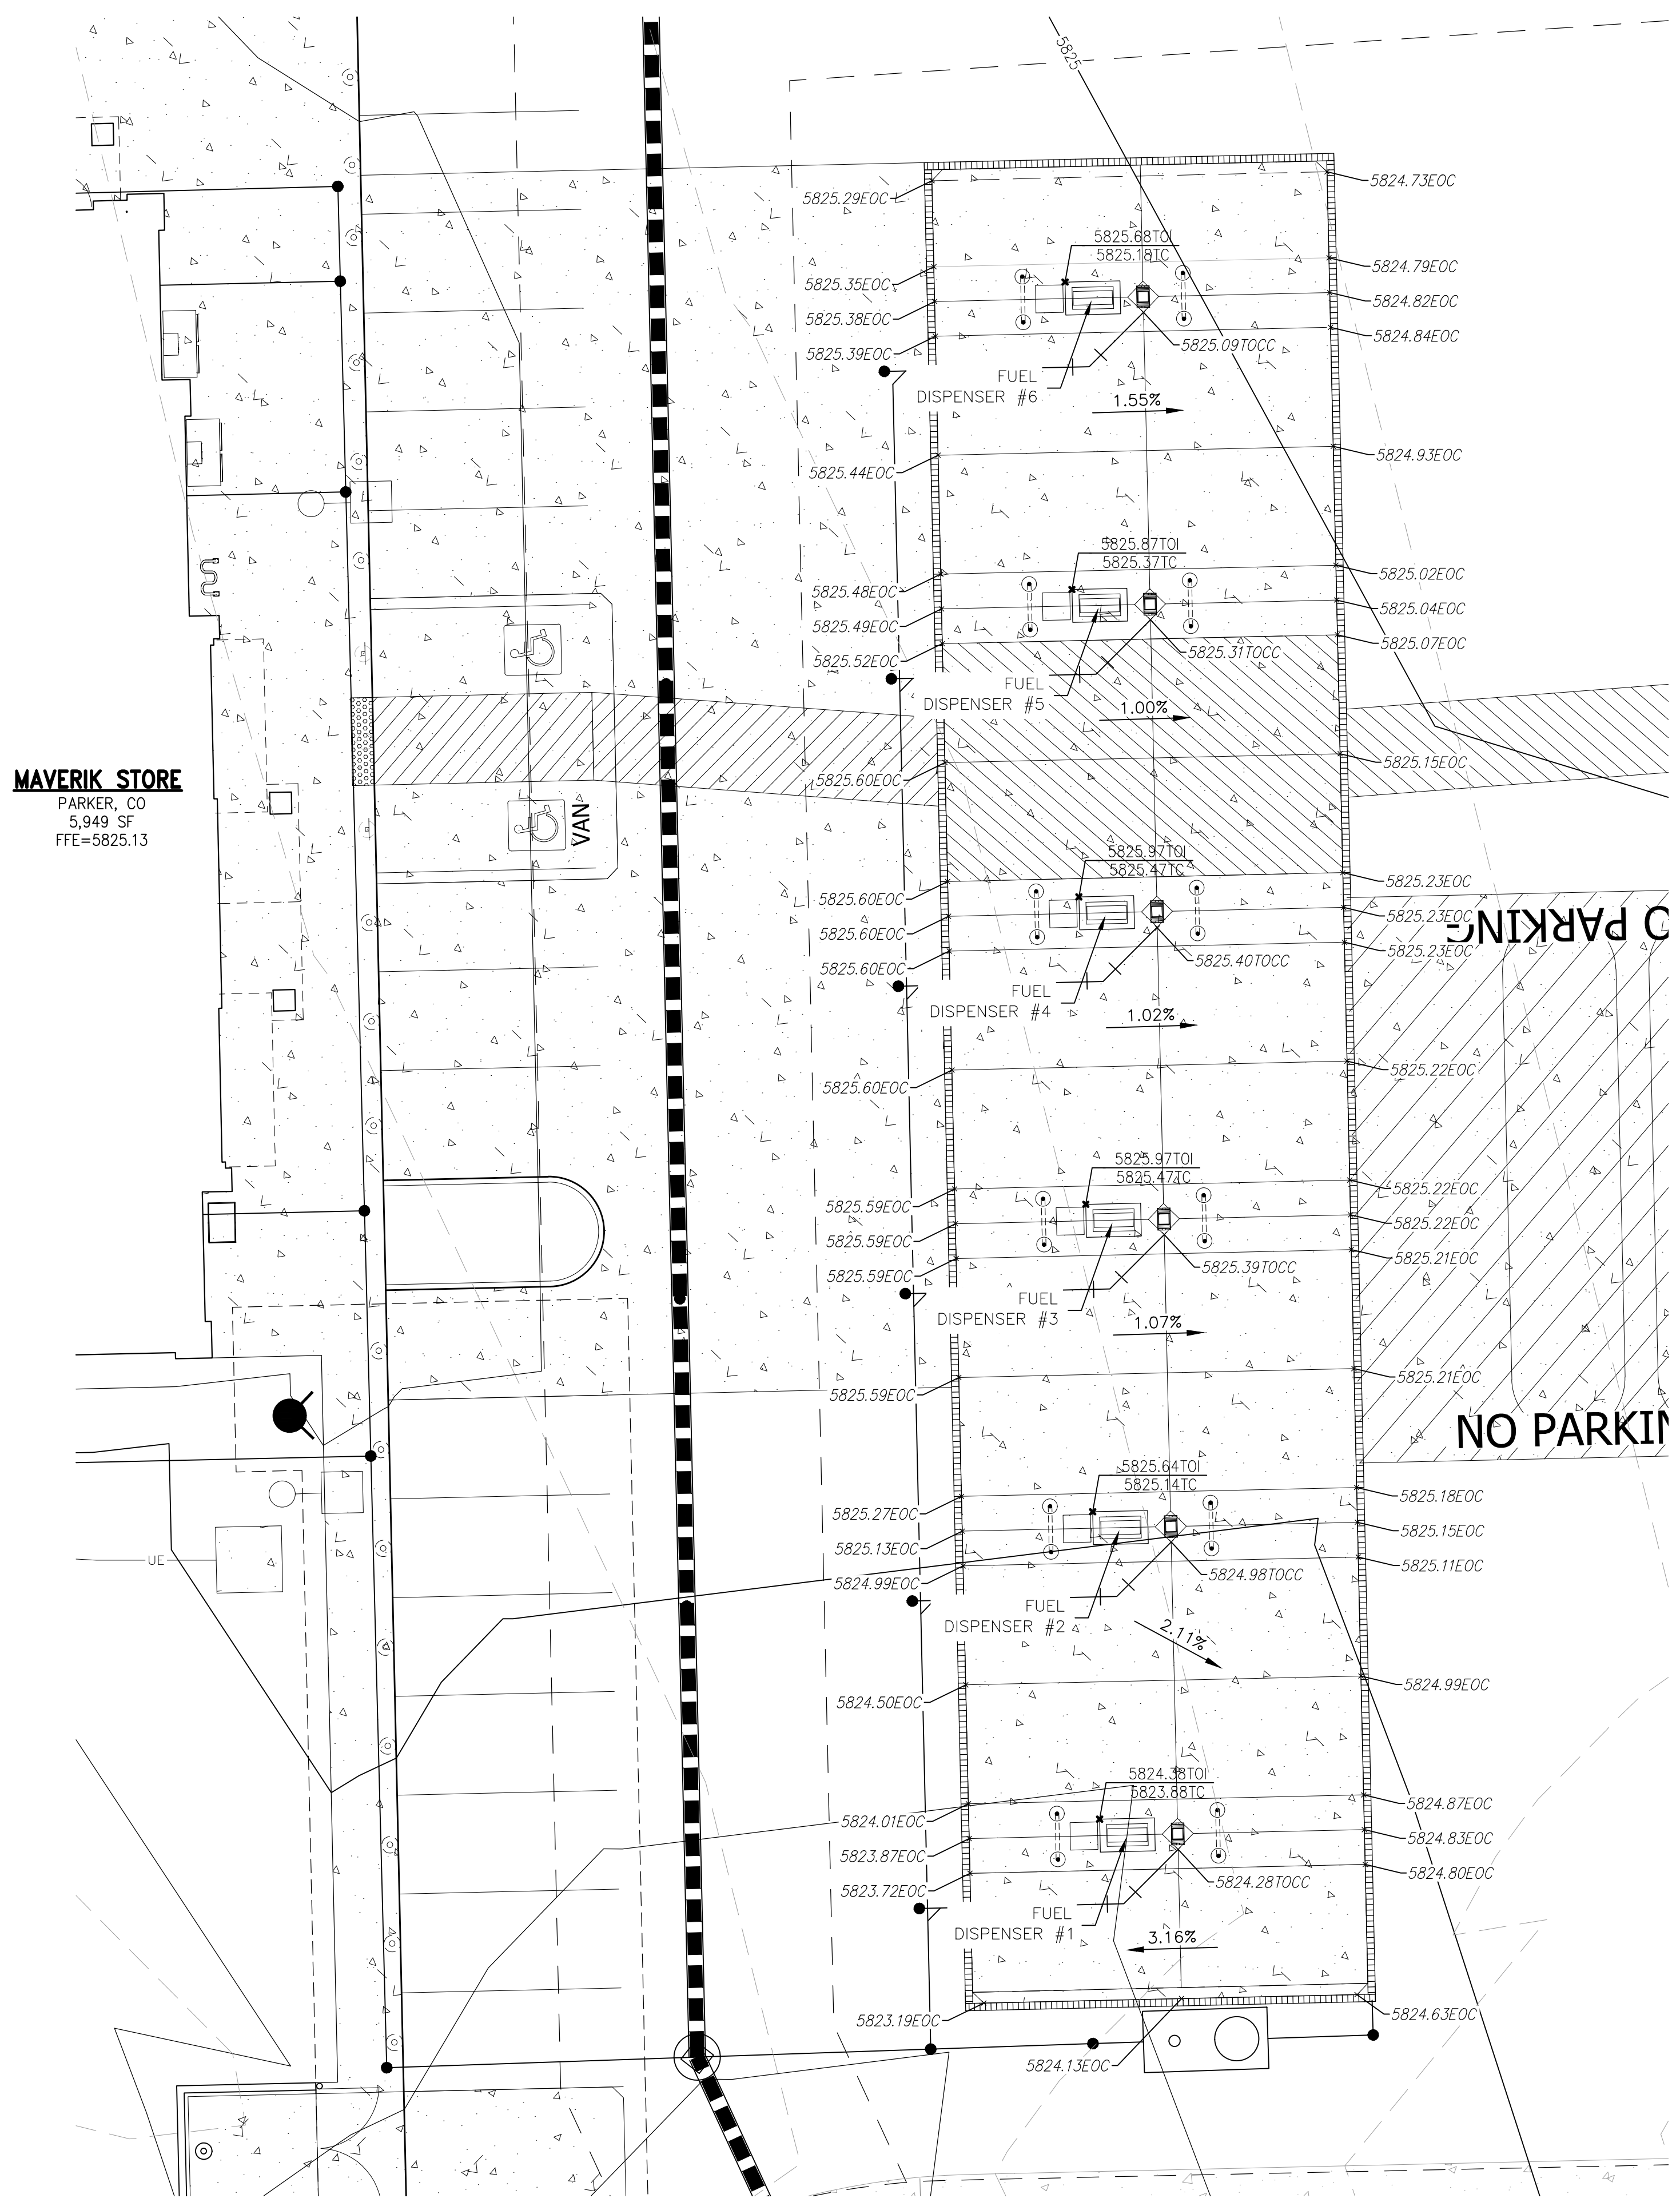 5825
5824.73EOC
5825.29EOC
5825.68TOI
5825.18TC
5824.79EOC
5825.35EOC
5824.82EOC
5825.38EOC
5824.84EOC
5825.09TOCC
5825.39EOC
FUEL
DISPENSER #6
1.55%
5824.93EOC
5825.44EOC
5825.87TOI
5825.37TC
5825.02EOC
5825.48EOC
5825.04EOC
5825.49EOC
5825.07EOC
5825.31TOCC
5825.52EOC
FUEL
DISPENSER #5
1.00%
5825.15EOC
5825.60EOC
MAVERIK STORE
PARKER, CO
5,949 SF
FFE=5825.13
VAN
5825.97TOI
5825.47TC
5825.23EOC
5825.60EOC
5825.23EOC
5825.60EOC
O PARKING
5825.23EOC
5825.60EOC
5825.40TOCC
FUEL
DISPENSER #4
1.02%
5825.22EOC
5825.60EOC
5825.97TOI
5825.47TC
5825.22EOC
5825.59EOC
5825.22EOC
5825.59EOC
5825.21EOC
5825.39TOCC
5825.59EOC
FUEL
DISPENSER #3
1.07%
5825.21EOC
5825.59EOC
NO PARKIN
5825.64TOI
5825.14TC
5825.18EOC
5825.27EOC
5825.15EOC
5825.13EOC
UE
5825.11EOC
5824.98TOCC
5824.99EOC
FUEL
DISPENSER #2
2.11%
5824.99EOC
5824.50EOC
5824.38TOI
5823.88TC
5824.87EOC
5824.01EOC
5824.83EOC
5823.87EOC
5824.80EOC
5824.28TOCC
5823.72EOC
FUEL
DISPENSER #1
3.16%
5824.63EOC
5823.19EOC
5824.13EOC